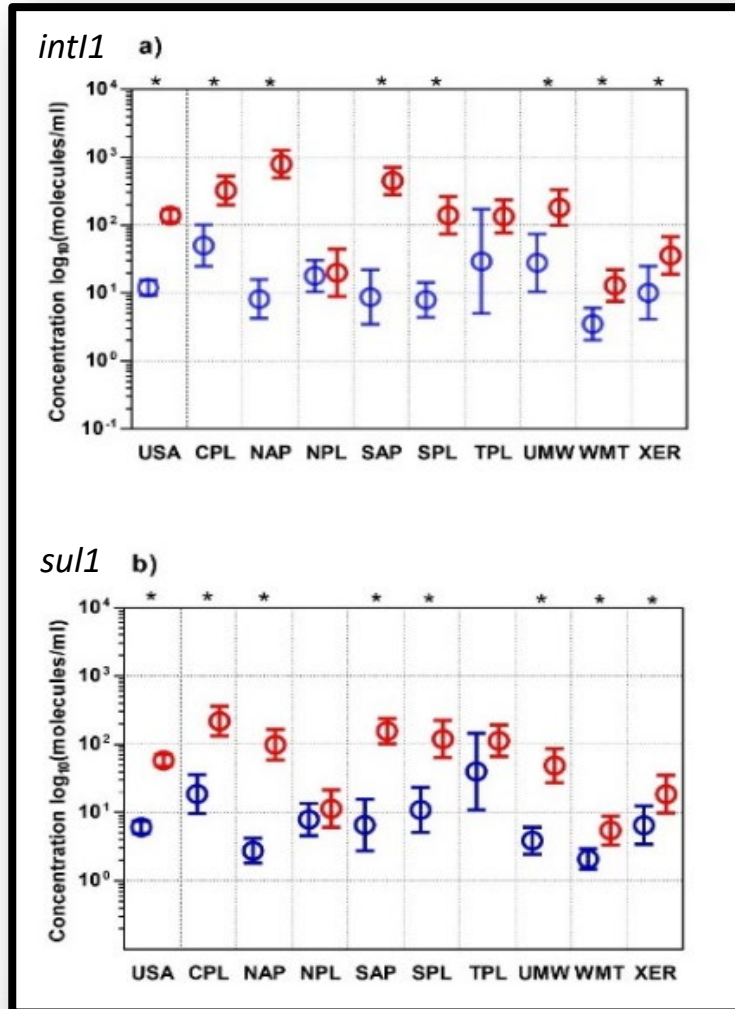 intI1 a)
* * * * * * * *
Concentration log₁₀(molecules/ml)
10⁴
10³
10²
10¹
10⁰
10⁻¹
USA CPL NAP NPL SAP SPL TPL UMW WMT XER
sul1 b)
* * * * * * * *
Concentration log₁₀(molecules/ml)
10⁴
10³
10²
10¹
10⁰
USA CPL NAP NPL SAP SPL TPL UMW WMT XER